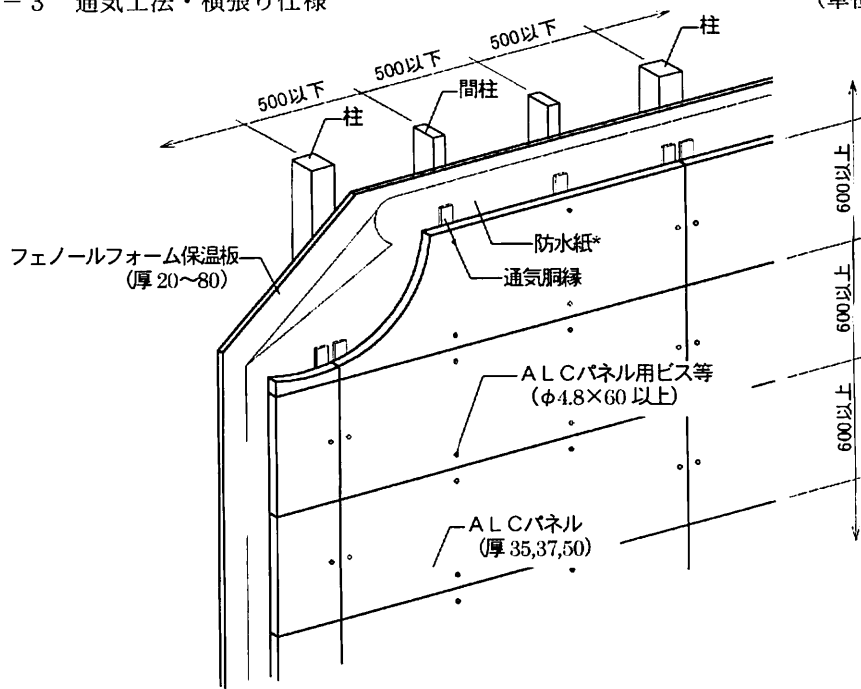 －3 通気工法・横張り仕様
(単位
500以下
500以下
500以下
柱
間柱
柱
フェノールフォーム保温板
(厚20～80)
防水紙*
通気胴縁
600以上
600以上
600以上
ALCパネル用ビス等
(φ4.8×60以上)
ALCパネル
(厚35,37,50)